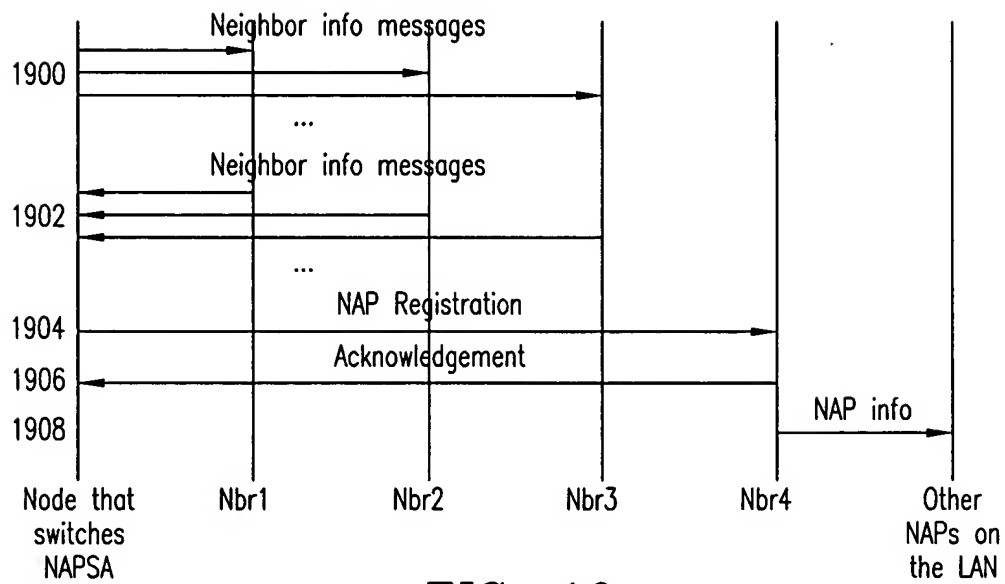 Neighbor info messages
1900
...
Neighbor info messages
1902
...
NAP Registration
1904
Acknowledgement
1906
NAP info
1908
Node that
switches
NAPSA
Nbr1
Nbr2
Nbr3
Nbr4
Other
NAPs on
the LAN